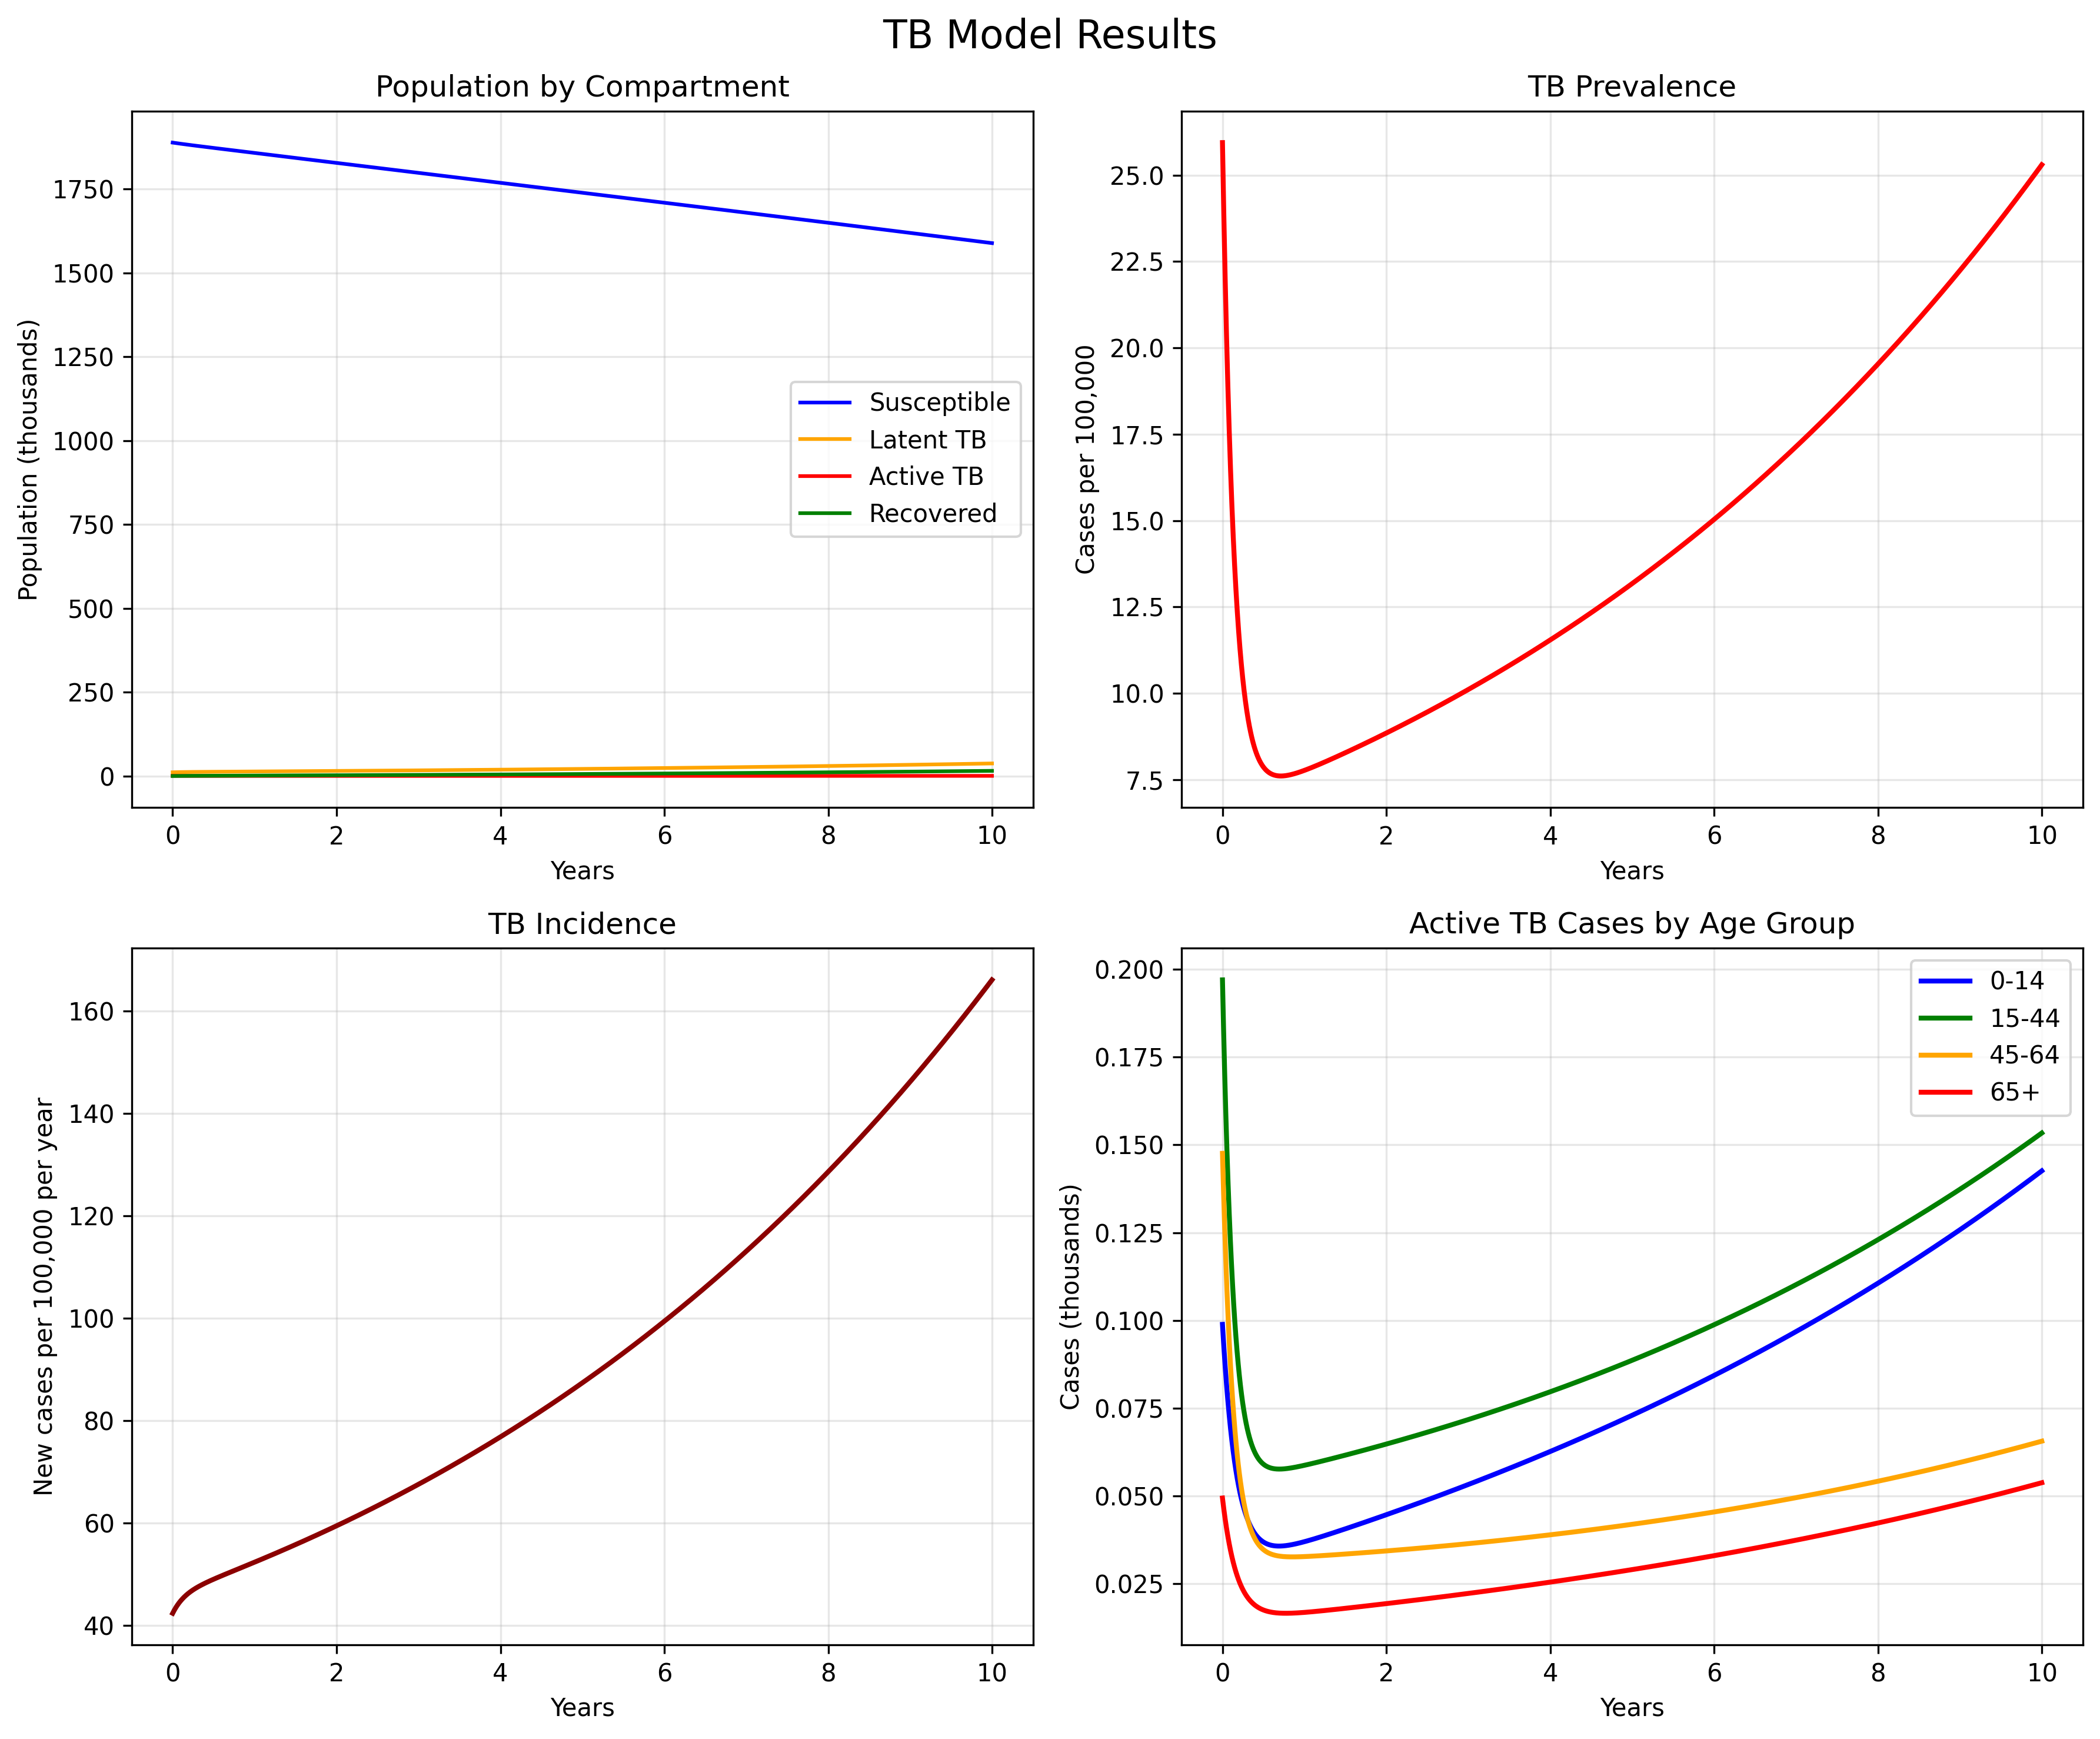 TB Model Results
Population by Compartment
Population (thousands)
1750
1500
1250
1000
750
500
250
0
0 2 4 6 8 10
Years
Susceptible
Latent TB
Active TB
Recovered
TB Prevalence
Cases per 100,000
25.0
22.5
20.0
17.5
15.0
12.5
10.0
7.5
0 2 4 6 8 10
Years
TB Incidence
New cases per 100,000 per year
160
140
120
100
80
60
40
0 2 4 6 8 10
Years
Active TB Cases by Age Group
Cases (thousands)
0.200
0.175
0.150
0.125
0.100
0.075
0.050
0.025
0 2 4 6 8 10
Years
0-14
15-44
45-64
65+